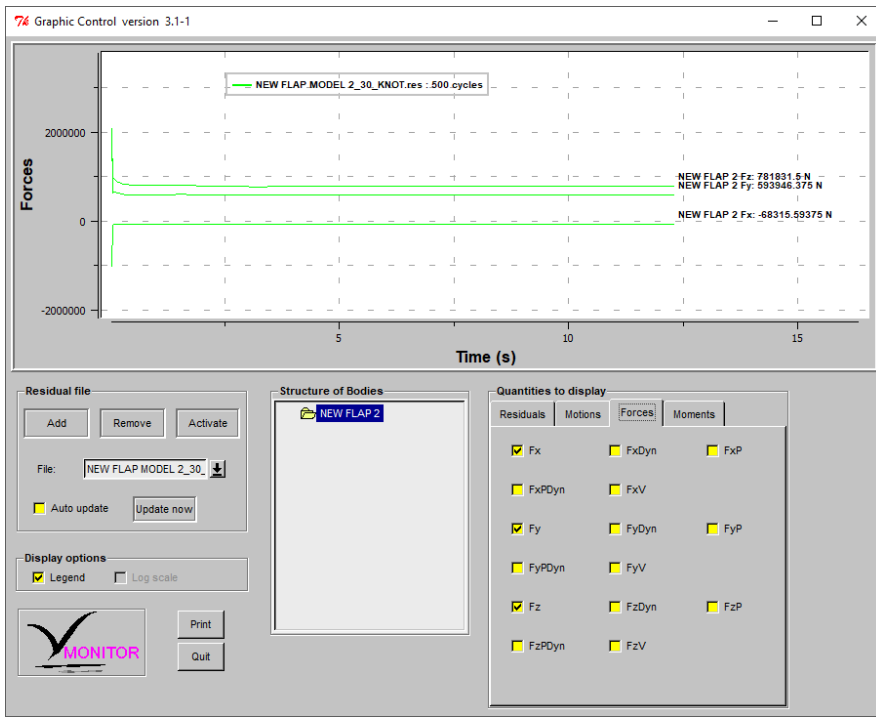 Graphic Control version 3.1-1
NEW FLAP MODEL 2_30_KNOT.res : 500 cycles
Forces
2000000
0
-2000000
NEW FLAP 2 Fz: 781831.5 N
NEW FLAP 2 Fy: 593946.375 N
NEW FLAP 2 Fx: -68315.59375 N
5 10 15
Time (s)
Residual file
Add Remove Activate
File: NEW FLAP MODEL 2_30_
Auto update Update now
Display options
Legend Log scale
MONITOR
Print
Quit
Structure of Bodies
NEW FLAP 2
Quantities to display
Residuals Motions Forces Moments
Fx FxDyn FxP
FxPDyn FxV
Fy FyDyn FyP
FyPDyn FyV
Fz FzDyn FzP
FzPDyn FzV